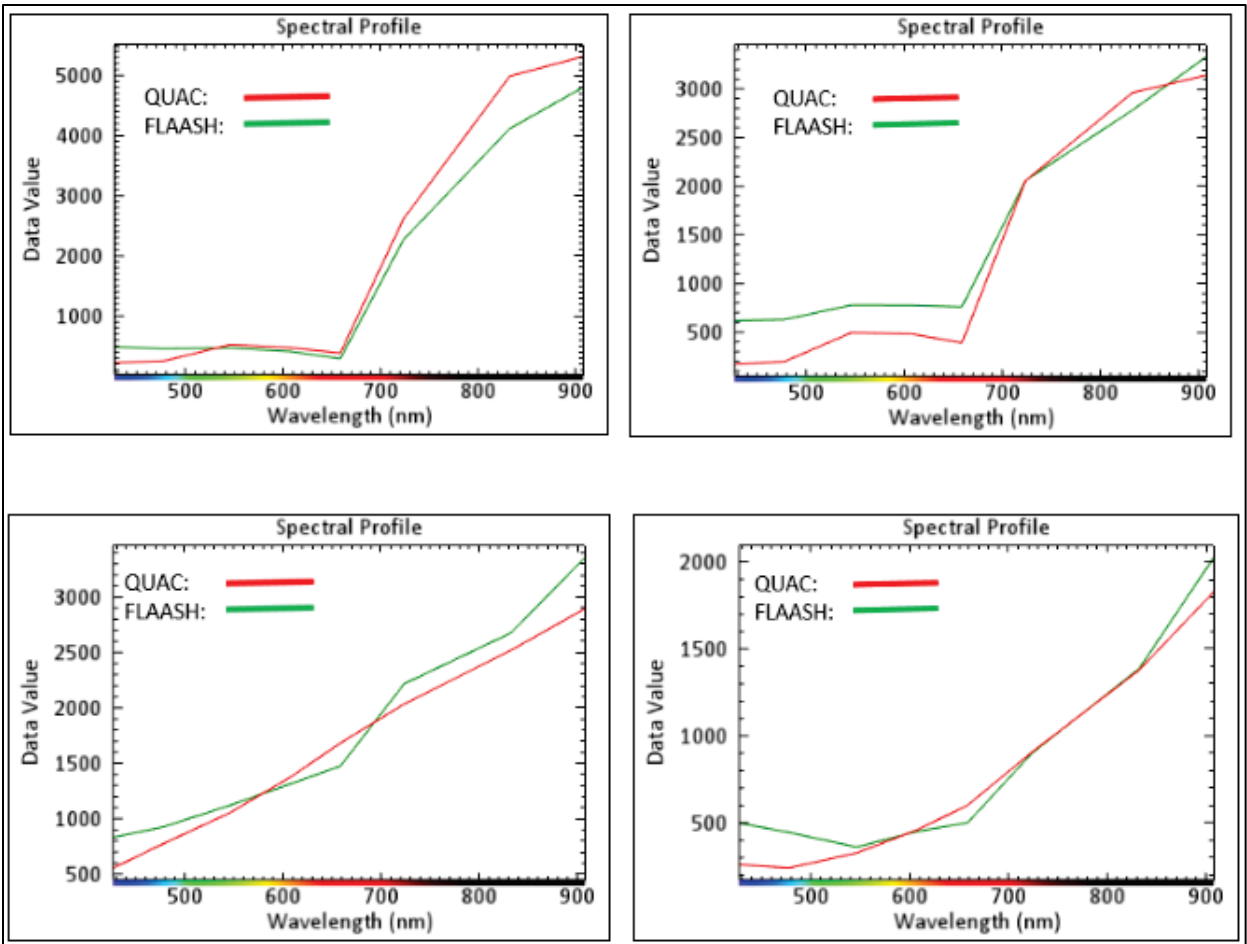 Spectral Profile
5000
4000
3000
2000
1000
Data Value
QUAC:
FLAASH:
500 600 700 800 900
Wavelength (nm)
Spectral Profile
3000
2500
2000
1500
1000
500
Data Value
QUAC:
FLAASH:
500 600 700 800 900
Wavelength (nm)
Spectral Profile
3000
2500
2000
1500
1000
500
Data Value
QUAC:
FLAASH:
500 600 700 800 900
Wavelength (nm)
Spectral Profile
2000
1500
1000
500
Data Value
QUAC:
FLAASH:
500 600 700 800 900
Wavelength (nm)